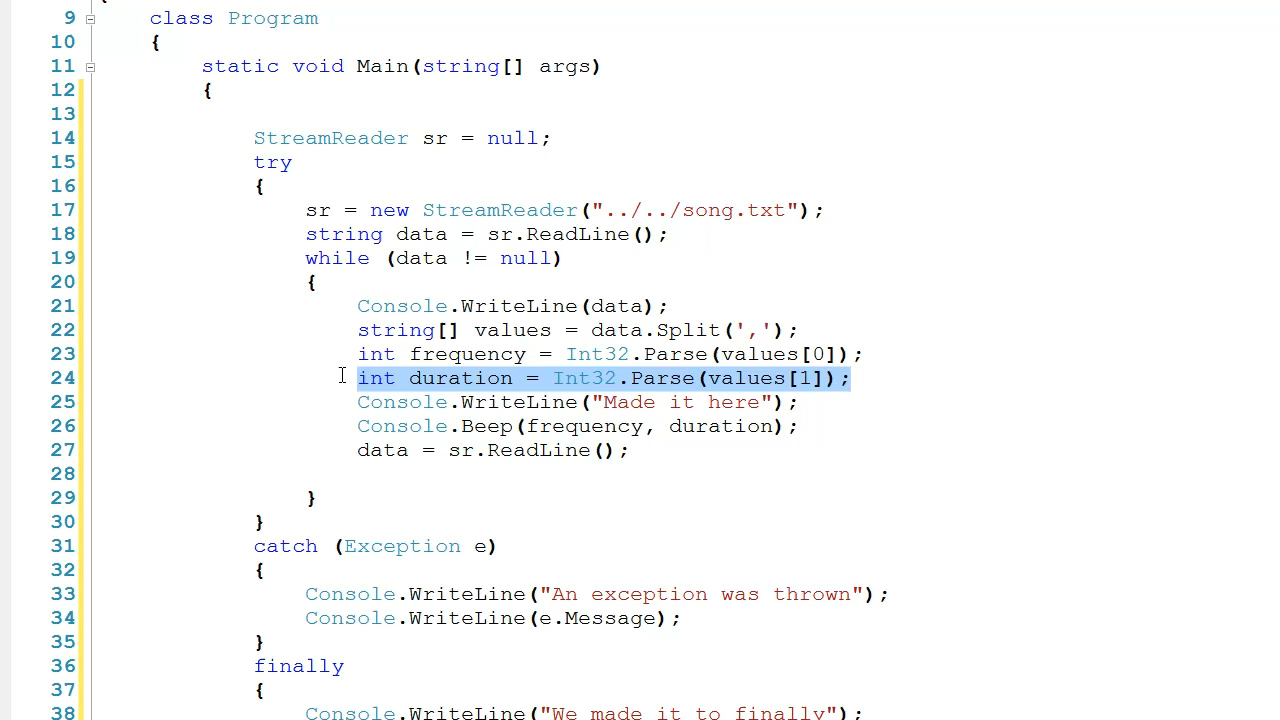 9 class Program
10 {
11 static void Main(string[] args)
12 {
13
14 StreamReader sr = null;
15 try
16 {
17 sr = new StreamReader("../../song.txt");
18 string data = sr.ReadLine();
19 while (data != null)
20 {
21 Console.WriteLine(data);
22 string[] values = data.Split(',');
23 int frequency = Int32.Parse(values[0]);
24 int duration = Int32.Parse(values[1]);
25 Console.WriteLine("Made it here");
26 Console.Beep(frequency, duration);
27 data = sr.ReadLine();
28
29 }
30 }
31 catch (Exception e)
32 {
33 Console.WriteLine("An exception was thrown");
34 Console.WriteLine(e.Message);
35 }
36 finally
37 {
38 Console.WriteLine("We made it to finally");